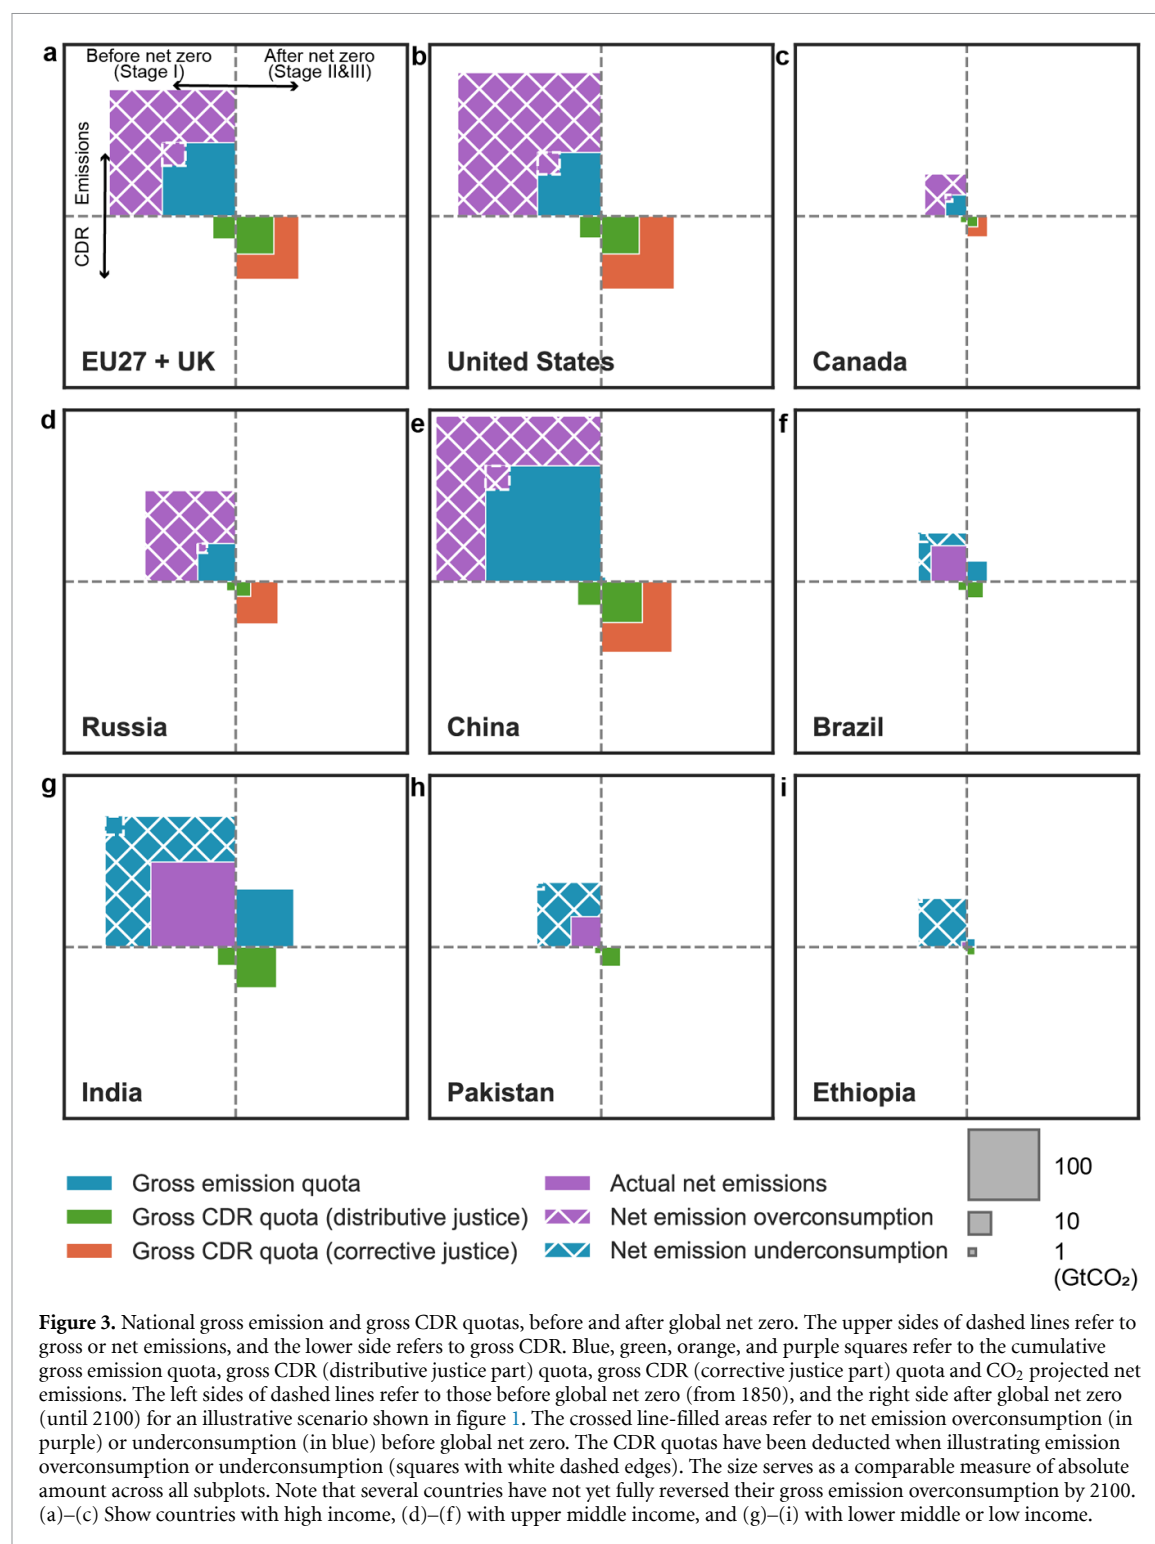 a
Before net zero
(Stage I)
After net zero
(Stage II&III)
Emissions
CDR
EU27 + UK
b
United States
c
Canada
d
Russia
e
China
f
Brazil
g
India
h
Pakistan
i
Ethiopia
Gross emission quota
Gross CDR quota (distributive justice)
Gross CDR quota (corrective justice)
Actual net emissions
Net emission overconsumption
Net emission underconsumption
100
10
1
(GtCO₂)
Figure 3. National gross emission and gross CDR quotas, before and after global net zero. The upper sides of dashed lines refer to
gross or net emissions, and the lower side refers to gross CDR. Blue, green, orange, and purple squares refer to the cumulative
gross emission quota, gross CDR (distributive justice part) quota, gross CDR (corrective justice part) quota and CO₂ projected net
emissions. The left sides of dashed lines refer to those before global net zero (from 1850), and the right side after global net zero
(until 2100) for an illustrative scenario shown in figure 1. The crossed line-filled areas refer to net emission overconsumption (in
purple) or underconsumption (in blue) before global net zero. The CDR quotas have been deducted when illustrating emission
overconsumption or underconsumption (squares with white dashed edges). The size serves as a comparable measure of absolute
amount across all subplots. Note that several countries have not yet fully reversed their gross emission overconsumption by 2100.
(a)–(c) Show countries with high income, (d)–(f) with upper middle income, and (g)–(i) with lower middle or low income.